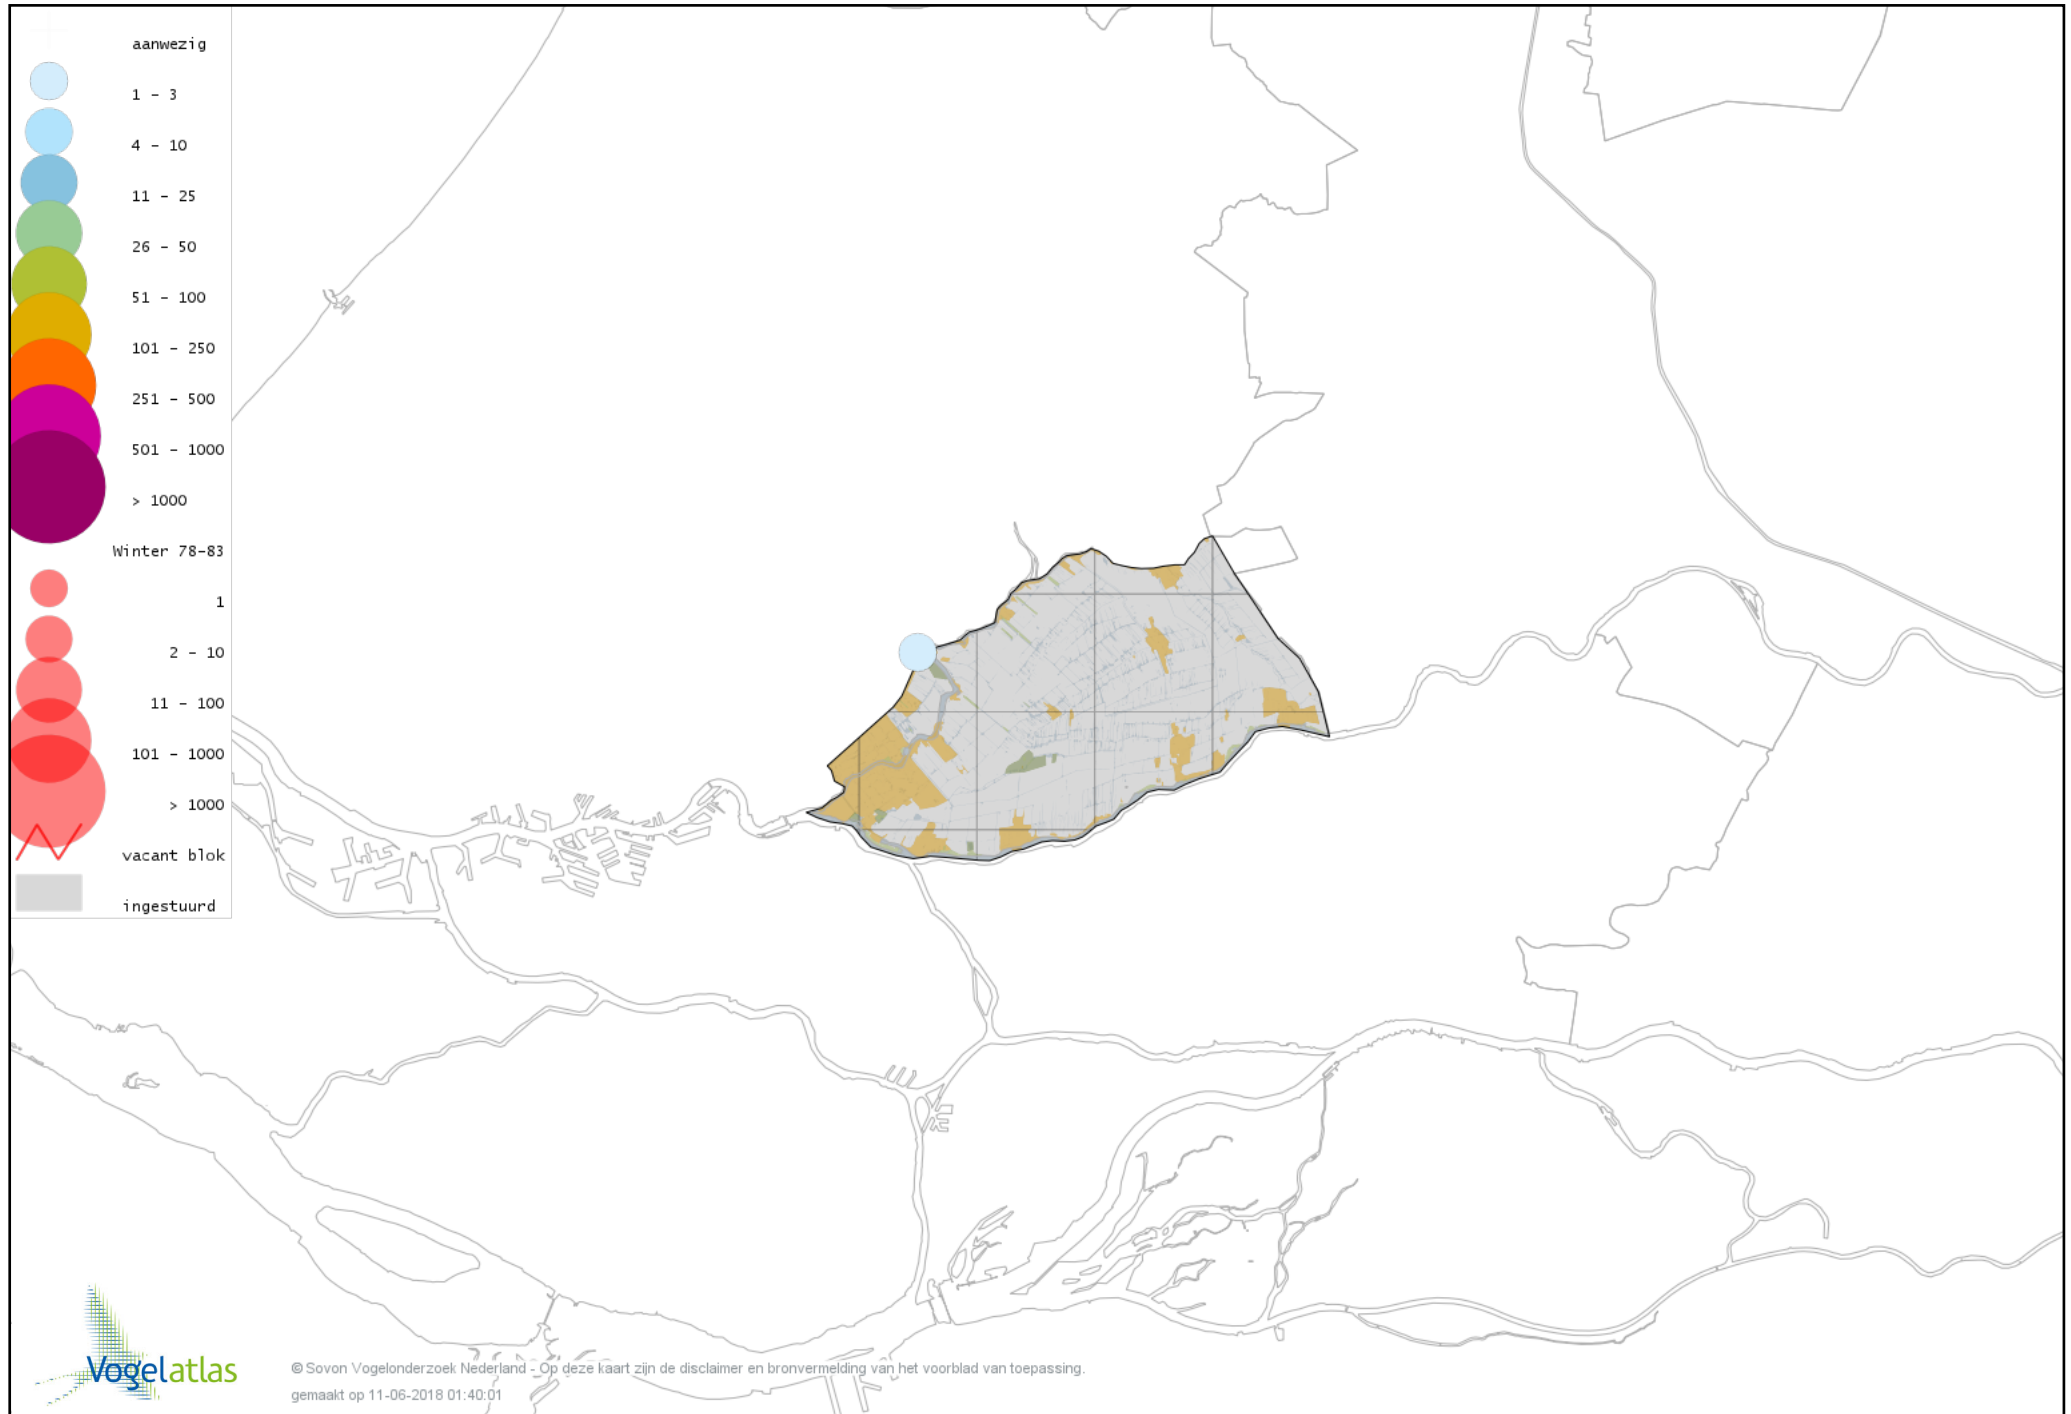 aanwezig
1 - 3
4 - 10
11 - 25
26 - 50
51 - 100
101 - 250
251 - 500
501 - 1000
> 1000
Winter 78-83
1
2 - 10
11 - 100
101 - 1000
> 1000
vacant blok
ingestuurd
Vogelatlas
© Sovon Vogelonderzoek Nederland - Op deze kaart zijn de disclaimer en bronvermelding van het voorblad van toepassing.
gemaakt op 11-06-2018 01:40:01